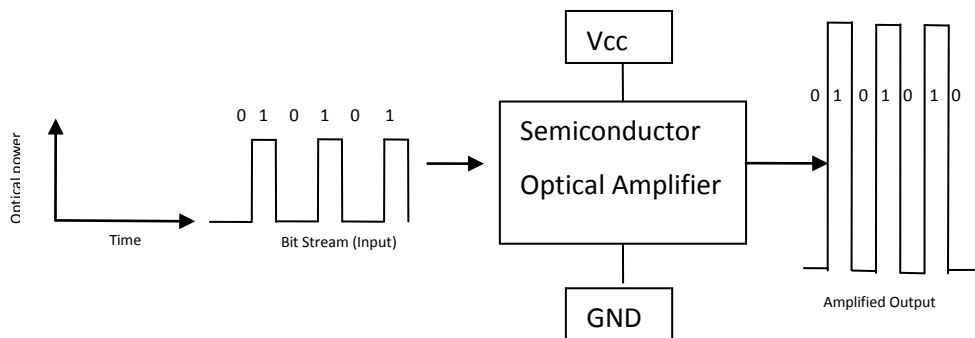 Vcc
0 1 0 1 0 1
0 1 0 1 0 1 0
Semiconductor
Optical Amplifier
Optical power
Time
Bit Stream (Input)
Amplified Output
GND